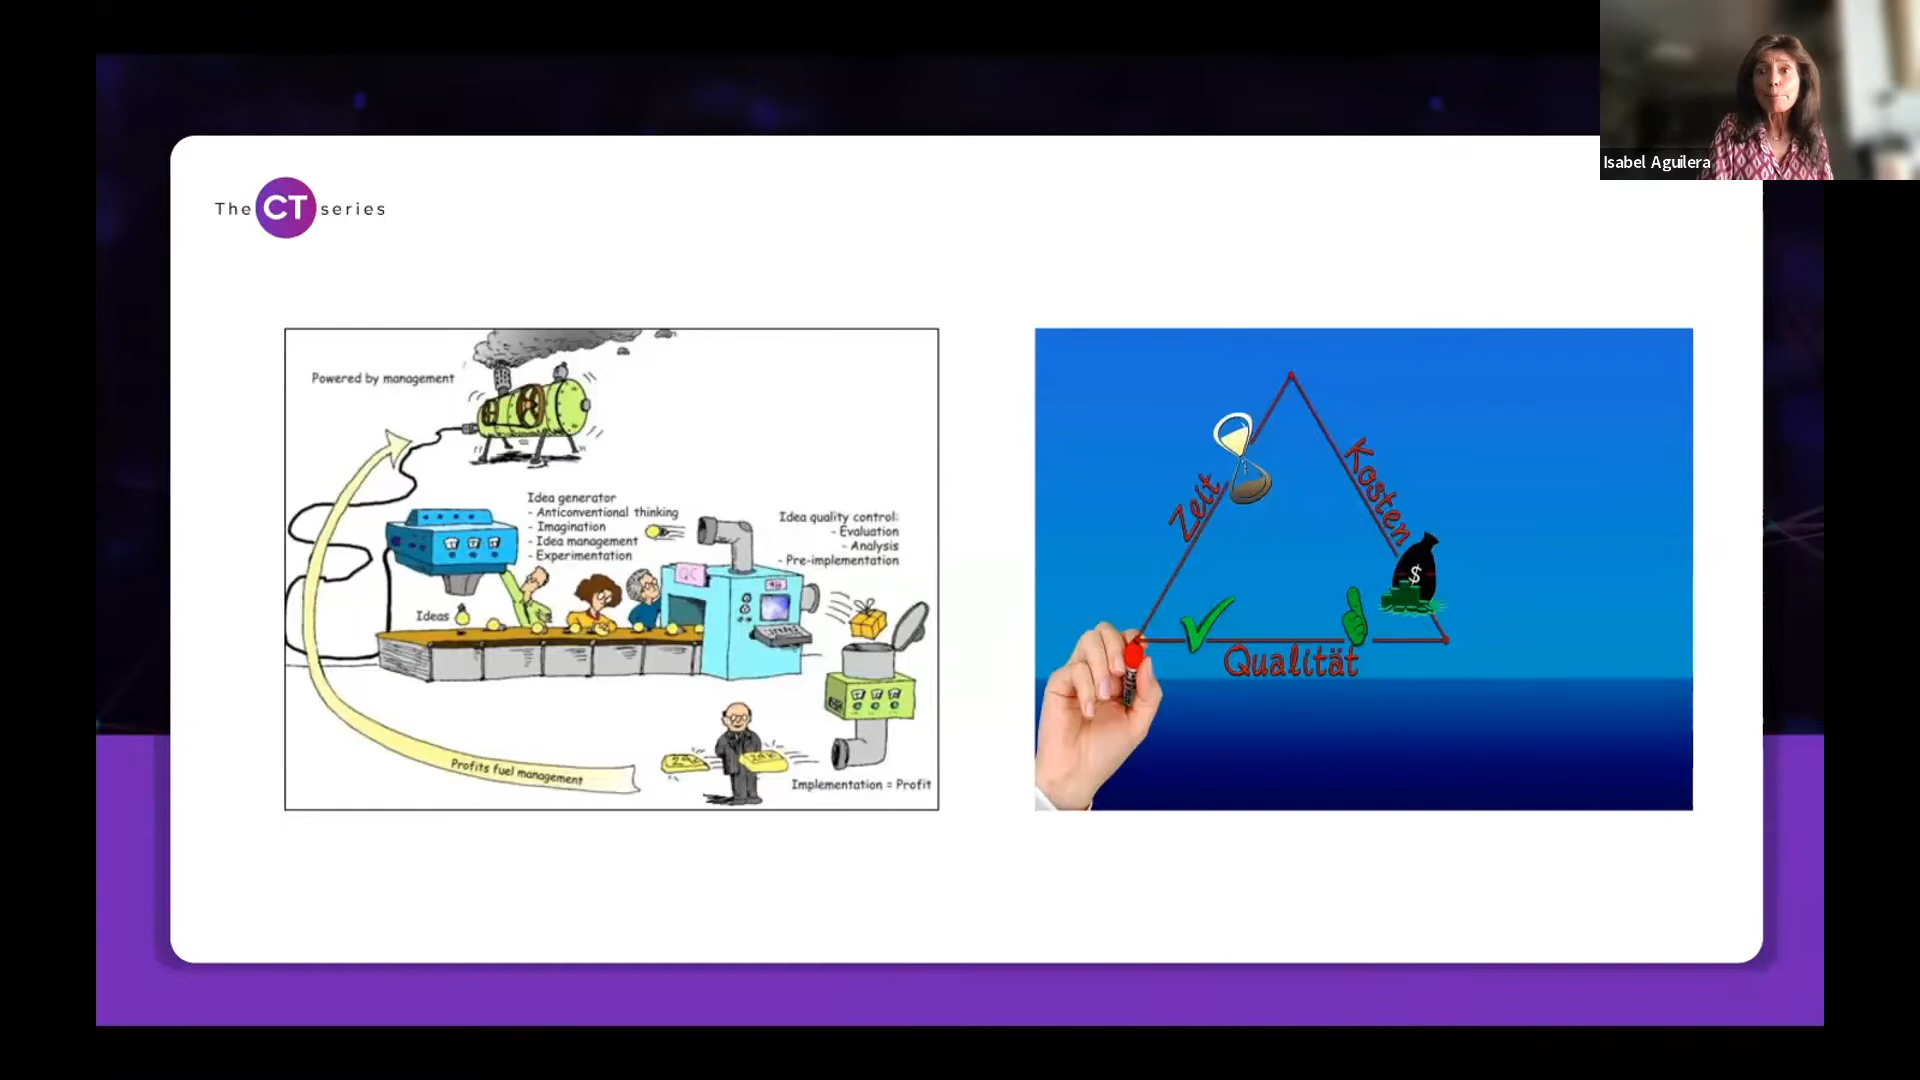 Isabel Aguilera
The CT series
Powered by management
Idea generator
- Anticonventional thinking
- Imagination
- Idea management
- Experimentation
Idea quality control:
- Evaluation
- Analysis
- Pre-implementation
QC
Ideas
Profits fuel management
Implementation = Profit
Zeit
Kosten
$
Qualität